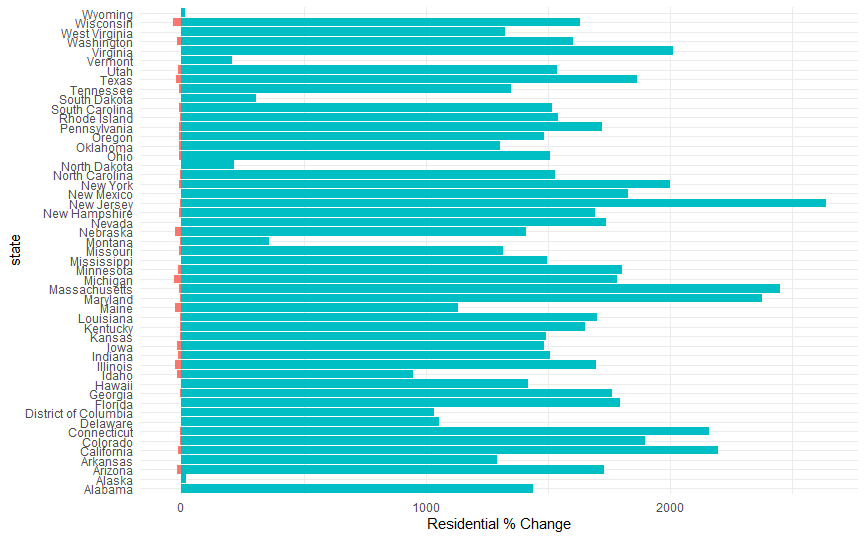 Wyoming
Wisconsin
West Virginia
Washington
Virginia
Vermont
Utah
Texas
Tennessee
South Dakota
South Carolina
Rhode Island
Pennsylvania
Oregon
Oklahoma
Ohio
North Dakota
North Carolina
New York
New Mexico
New Jersey
New Hampshire
Nevada
Nebraska
Montana
Missouri
Mississippi
Minnesota
Michigan
Massachusetts
Maryland
Maine
Louisiana
Kentucky
Kansas
Iowa
Indiana
Illinois
Idaho
Hawaii
Georgia
Florida
District of Columbia
Delaware
Connecticut
Colorado
California
Arkansas
Arizona
Alaska
Alabama
state
0 1000 2000
Residential % Change